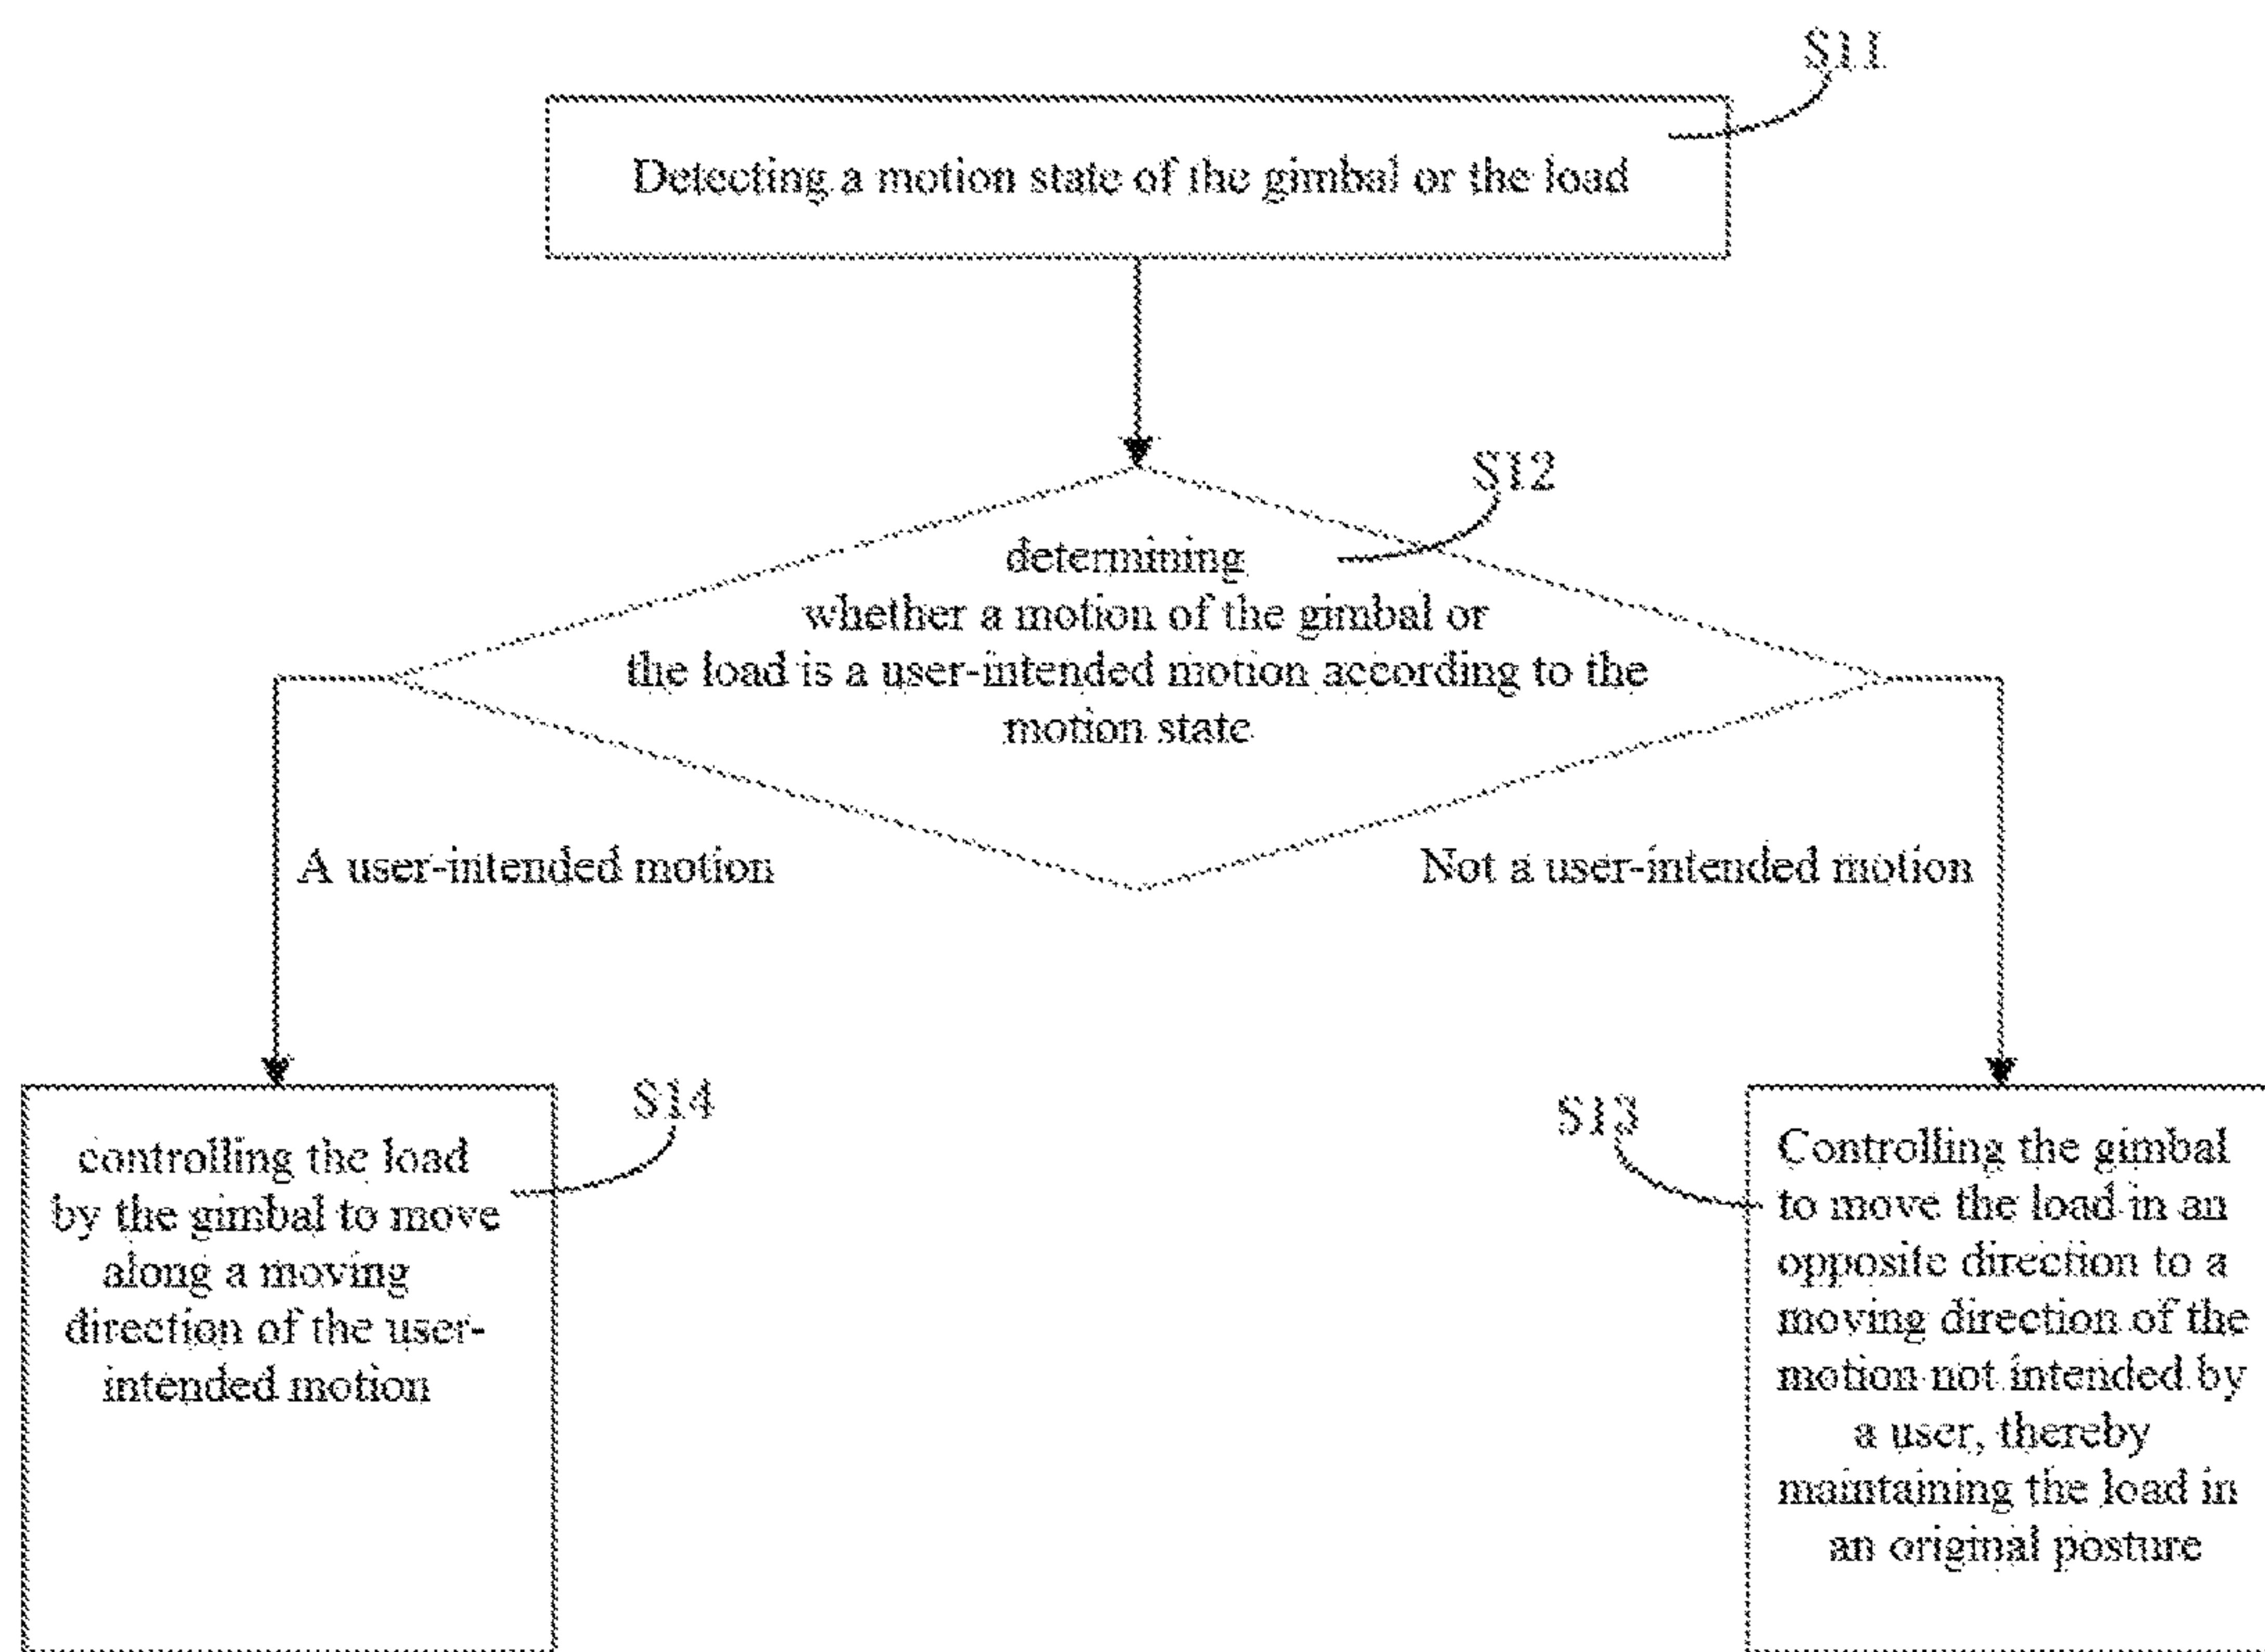 S11
Detecting a motion state of the gimbal or the load
S12
determining
whether a motion of the gimbal or
the load is a user-intended motion according to the
motion state
A user-intended motion
Not a user-intended motion
S14
controlling the load
by the gimbal to move
along a moving
direction of the user-
intended motion
S13
Controlling the gimbal
to move the load in an
opposite direction to a
moving direction of the
motion not intended by
a user, thereby
maintaining the load in
an original posture